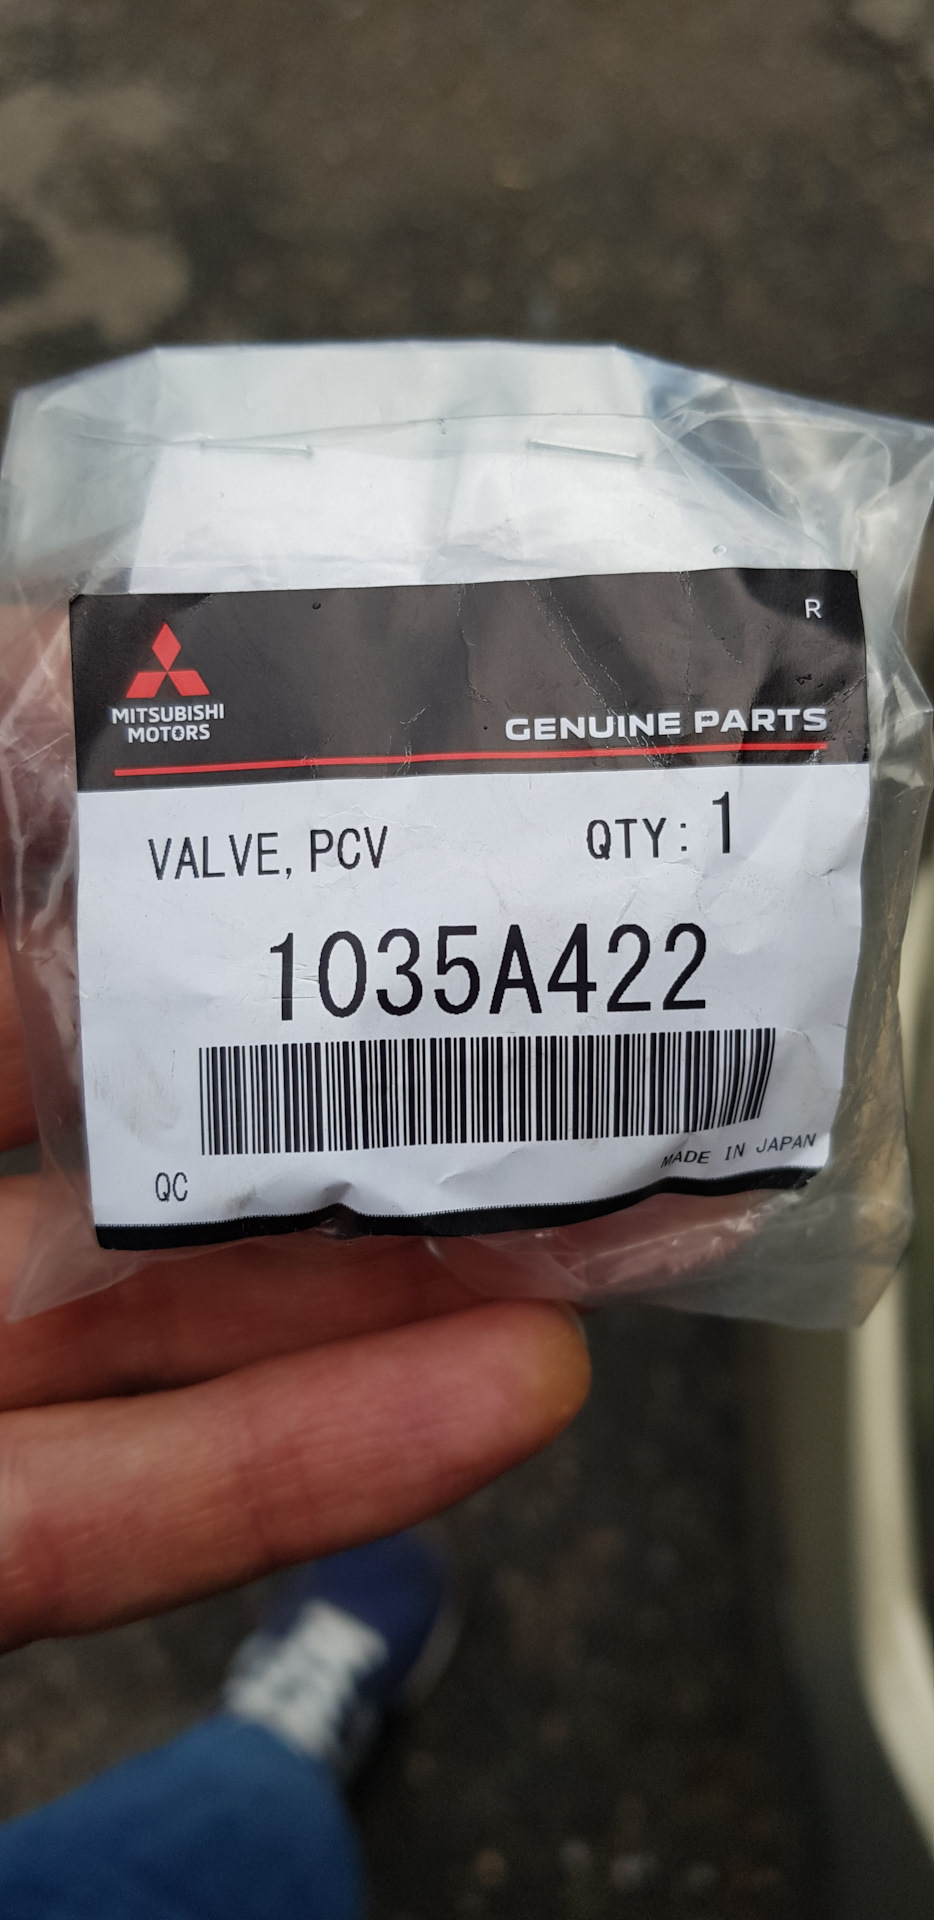 R
MITSUBISHI
MOTORS
GENUINE PARTS
VALVE, PCV
QTY: 1
1035A422
MADE IN JAPAN
QC